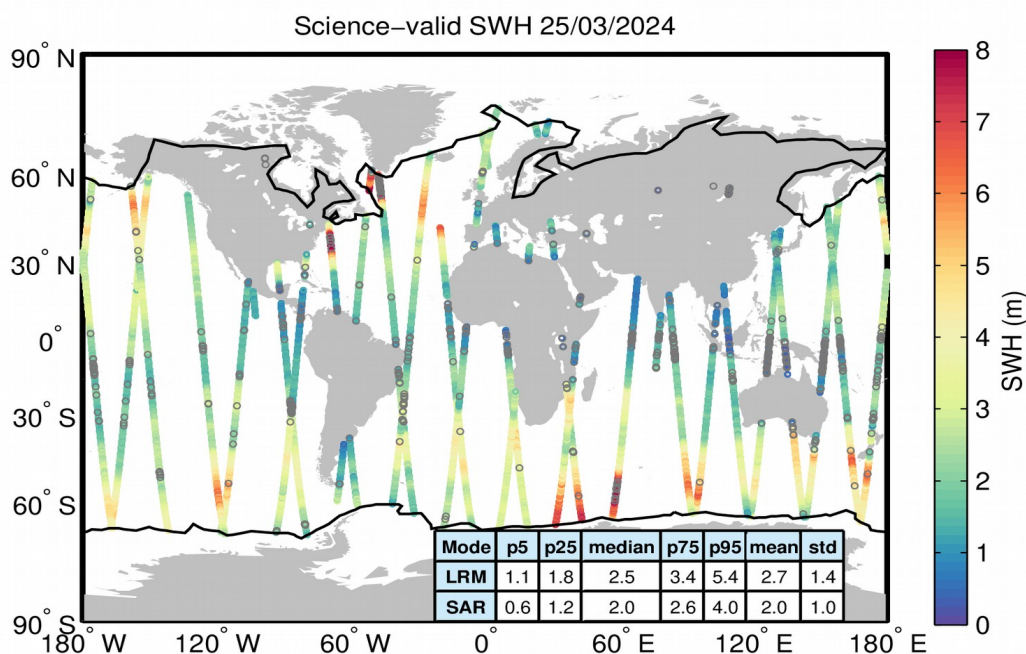 Science−valid SWH 25/03/2024
90° N
60° N
30° N
0°
30° S
60° S
90° S
180° W
120° W
60° W
0°
60° E
120° E
180° E
8
7
6
5
4
3
2
1
0
SWH (m)
Mode p5 p25 median p75 p95 mean std
LRM 1.1 1.8 2.5 3.4 5.4 2.7 1.4
SAR 0.6 1.2 2.0 2.6 4.0 2.0 1.0